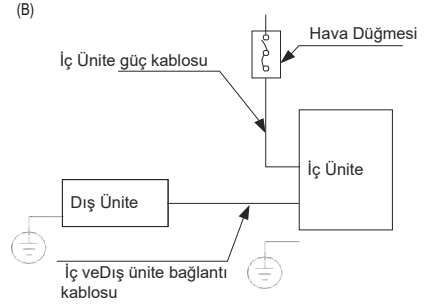 (B)
Hava Düğmesi
İç Ünite güç kablosu
İç Ünite
Dış Ünite
İç veDış ünite bağlantı
kablosu